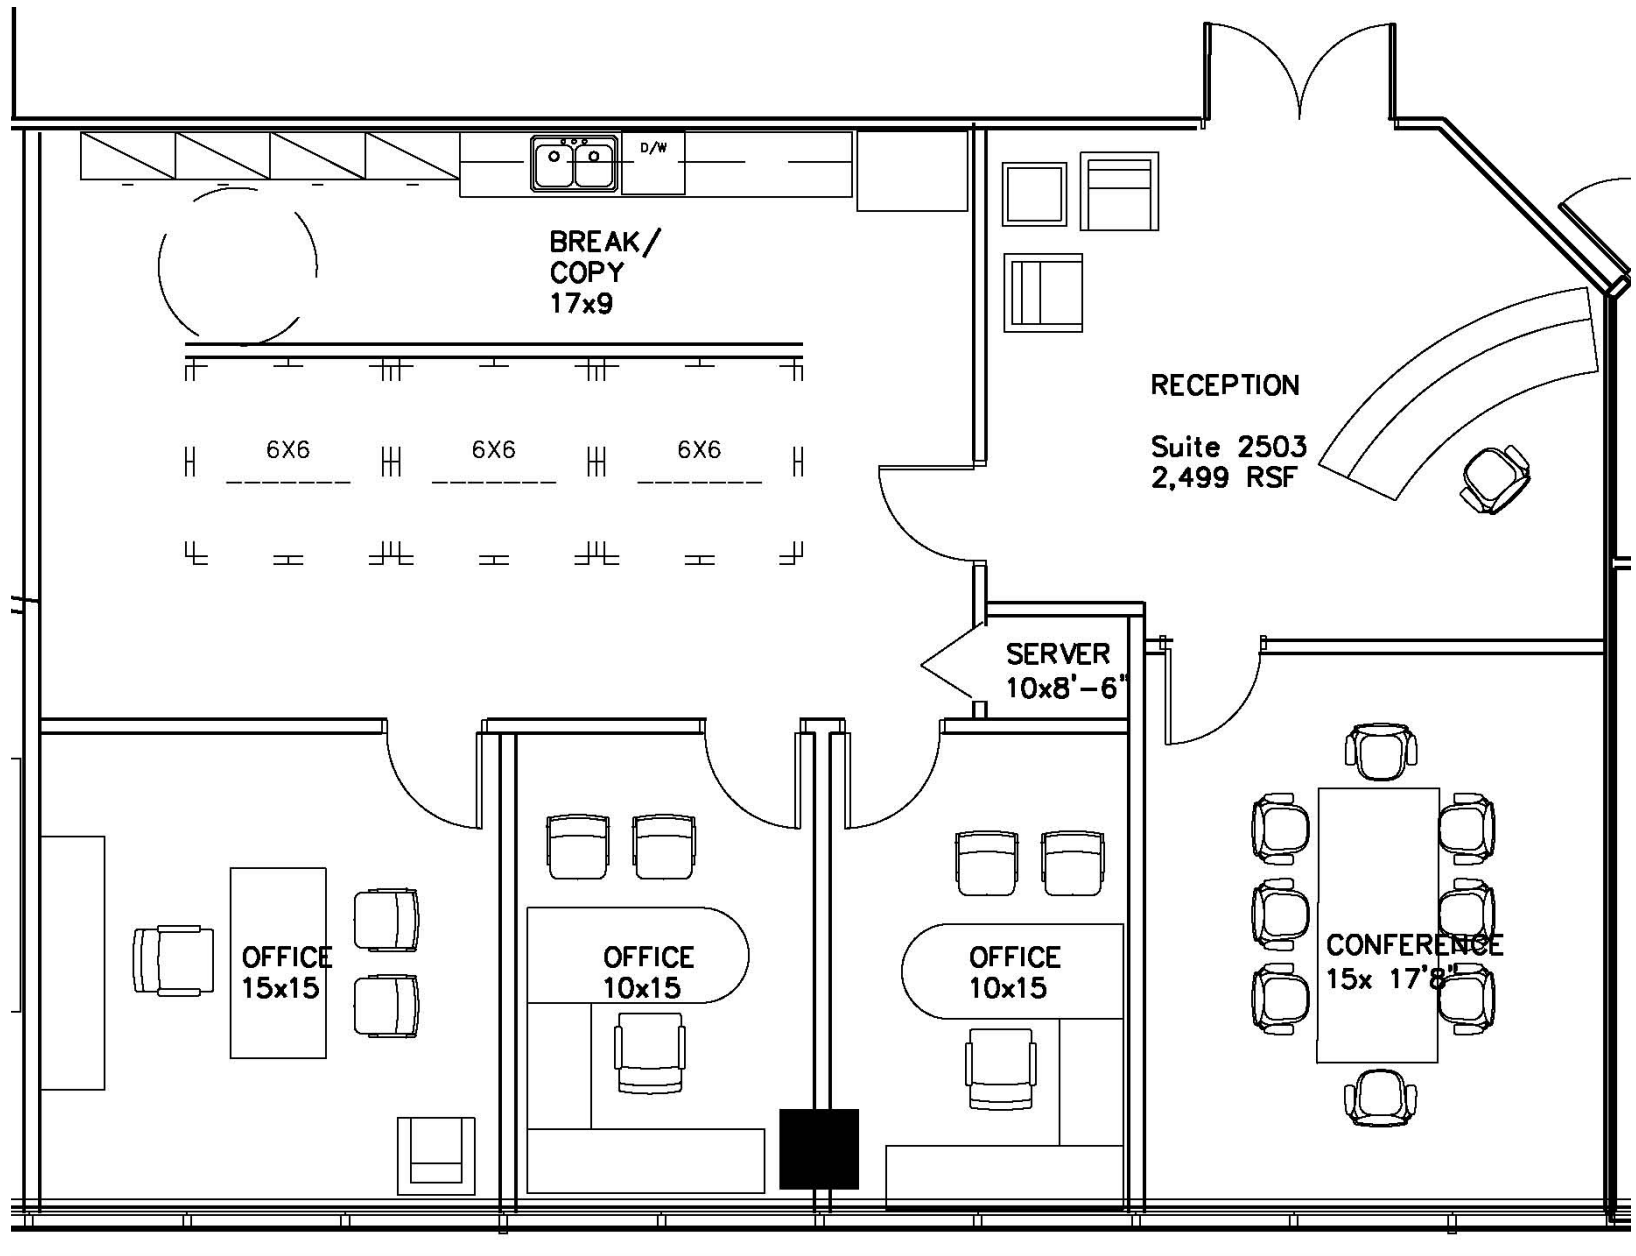 D/W
BREAK/
COPY
17x9
RECEPTION
Suite 2503
2,499 RSF
6X6
6X6
6X6
SERVER
10x8'-6"
OFFICE
15x15
OFFICE
10x15
OFFICE
10x15
CONFERENCE
15x 17'8"